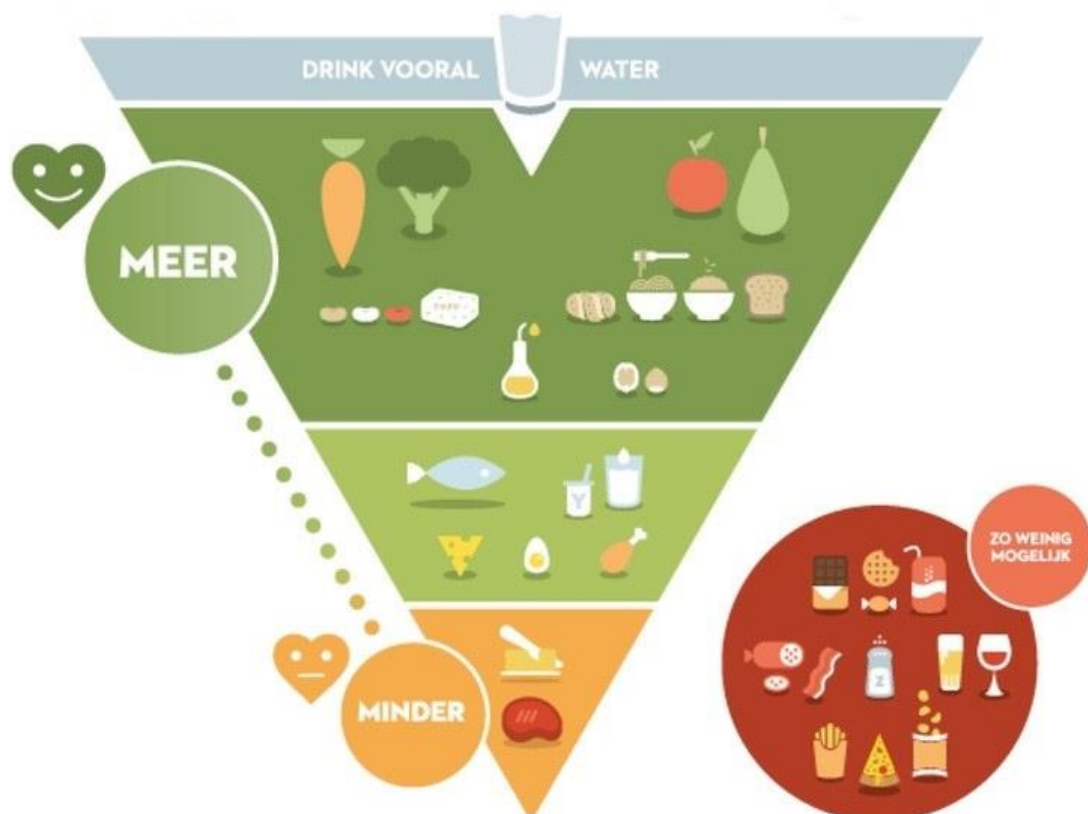 DRINK VOORAL WATER
MEER
Y
ZO WEINIG
MOGELIJK
Z
MINDER